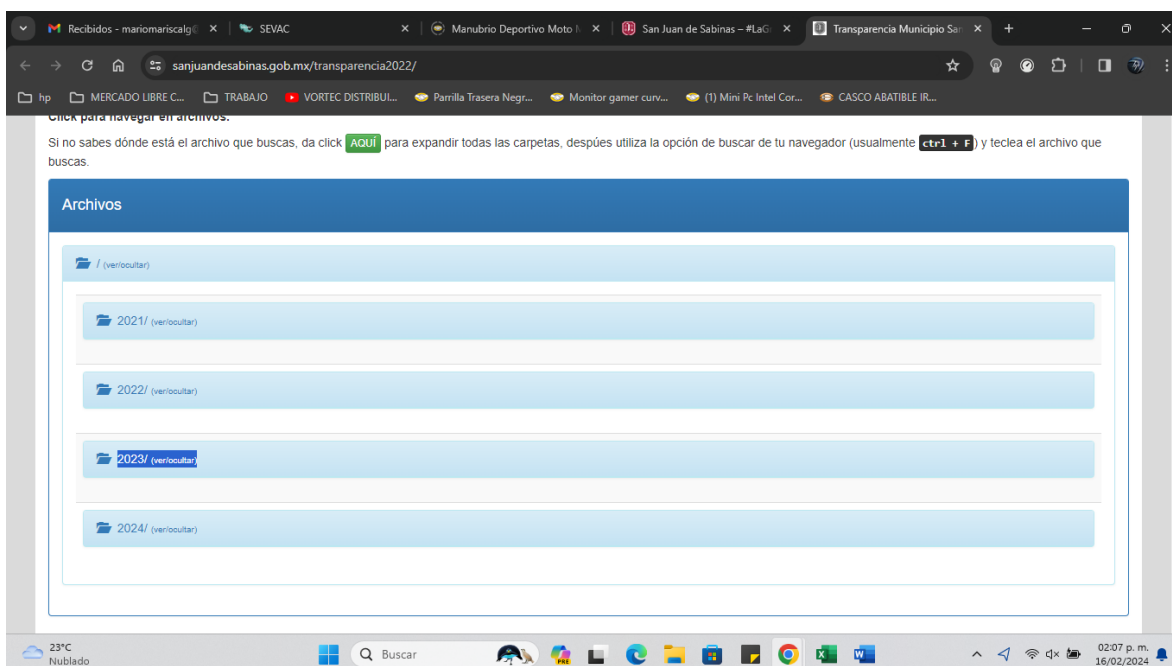 Recibidos - mariomariscalg@
SEVAC
Manubrio Deportivo Moto N
San Juan de Sabinas – #LaG
Transparencia Municipio San
sanjuandesabinas.gob.mx/transparencia2022/
hp
MERCADO LIBRE C...
TRABAJO
VORTEC DISTRIBUI...
Parrilla Trasera Negr...
Monitor gamer curv...
(1) Mini Pc Intel Cor...
CASCO ABATIBLE IR...
Click para navegar en archivos.
Si no sabes dónde está el archivo que buscas, da click AQUÍ para expandir todas las carpetas, despúes utiliza la opción de buscar de tu navegador (usualmente ctrl + F) y teclea el archivo que
buscas.
Archivos
/ (ver/ocultar)
2021/ (ver/ocultar)
2022/ (ver/ocultar)
2023/ (ver/ocultar)
2024/ (ver/ocultar)
23°C
Nublado
Buscar
PRE
02:07 p. m.
16/02/2024